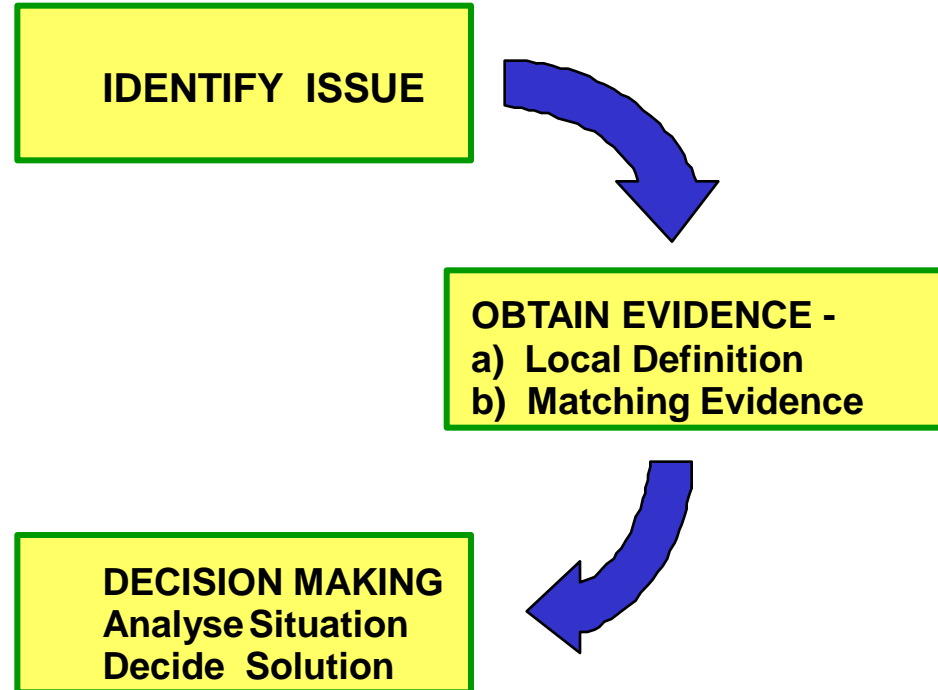 IDENTIFY ISSUE
OBTAIN EVIDENCE -
a) Local Definition
b) Matching Evidence
DECISION MAKING
Analyse Situation
Decide Solution